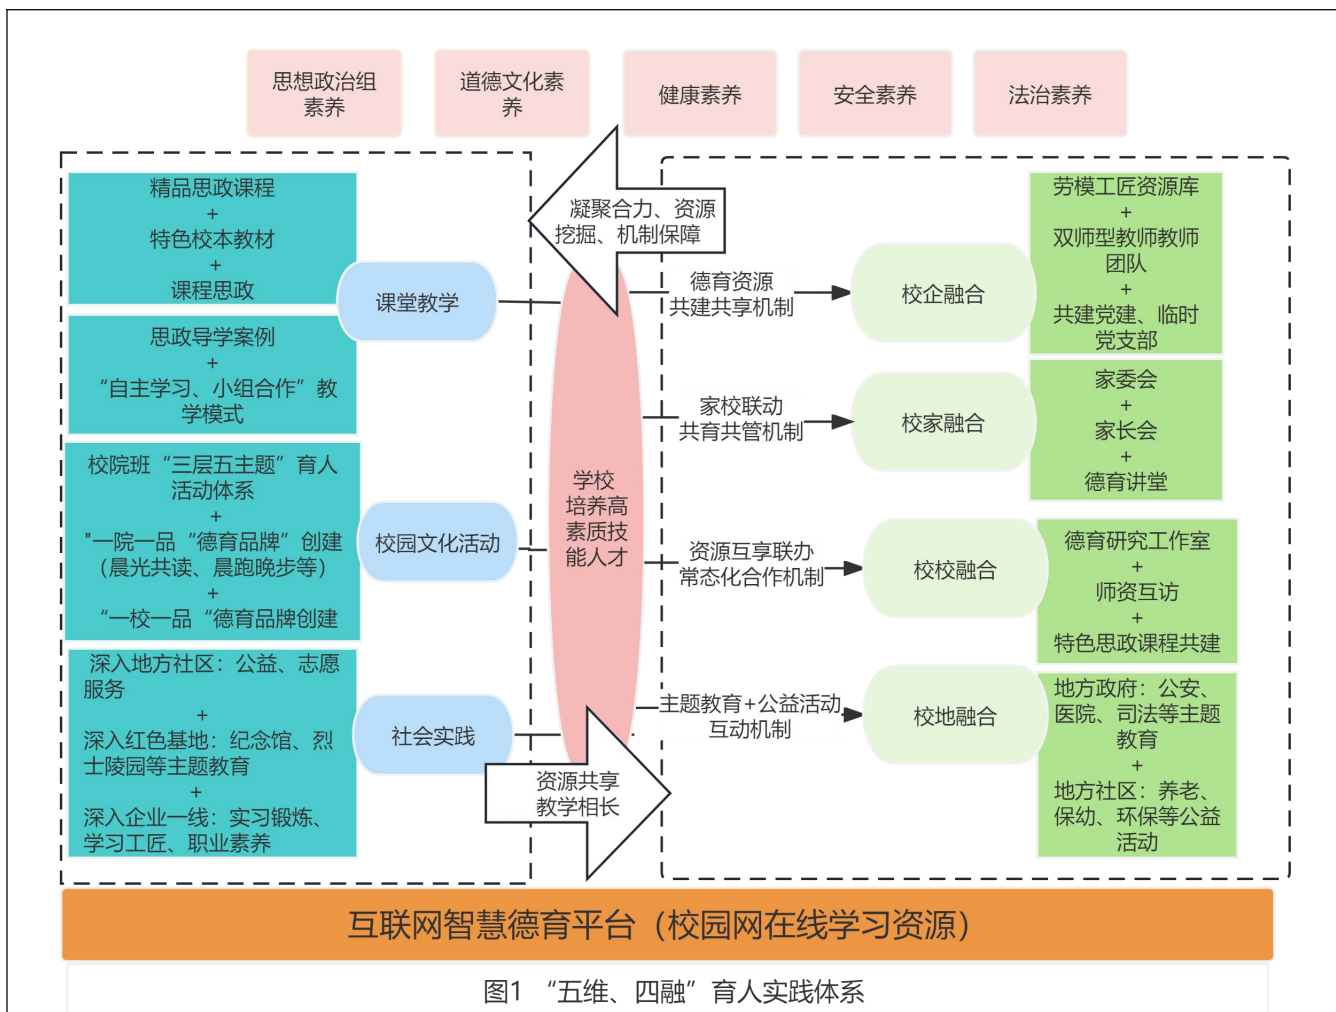 思想政治组
素养
道德文化素
养
健康素养
安全素养
法治素养
精品思政课程
+
特色校本教材
+
课程思政
思政导学案例
+
“自主学习、小组合作”教
学模式
课堂教学
校院班“三层五主题”育人
活动体系
+
"一院一品“德育品牌”创建
(晨光共读、晨跑晚步等)
+
“一校一品“德育品牌创建
校园文化活动
深入地方社区：公益、志愿
服务
+
深入红色基地：纪念馆、烈
士陵园等主题教育
+
深入企业一线：实习锻炼、
学习工匠、职业素养
社会实践
凝聚合力、资源
挖掘、机制保障
学校
培养高
素质技
能人才
资源共享
教学相长
德育资源
共建共享机制
校企融合
劳模工匠资源库
+
双师型教师教师
团队
+
共建党建、临时
党支部
家校联动
共育共管机制
校家融合
家委会
+
家长会
+
德育讲堂
资源互享联办
常态化合作机制
校校融合
德育研究工作室
+
师资互访
+
特色思政课程共建
主题教育+公益活动
互动机制
校地融合
地方政府：公安、
医院、司法等主题
教育
+
地方社区：养老、
保幼、环保等公益
活动
互联网智慧德育平台（校园网在线学习资源）
图1 “五维、四融”育人实践体系